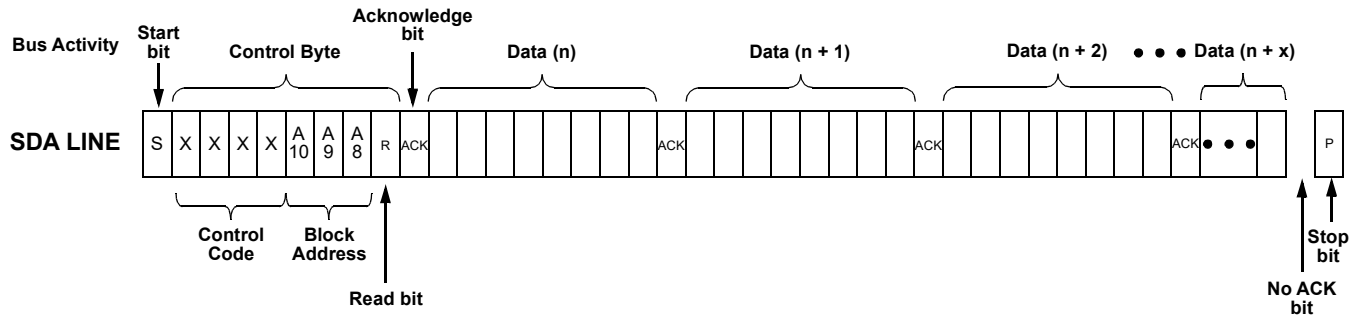 Bus Activity
Start
bit
Control Byte
Acknowledge
bit
Data (n)
Data (n + 1)
Data (n + 2)
• • •
Data (n + x)
SDA LINE
S
X
X
X
X
A
10
A
9
A
8
R
ACK
ACK
ACK
ACK
• • •
P
Control
Code
Block
Address
Read bit
Stop
bit
No ACK
bit